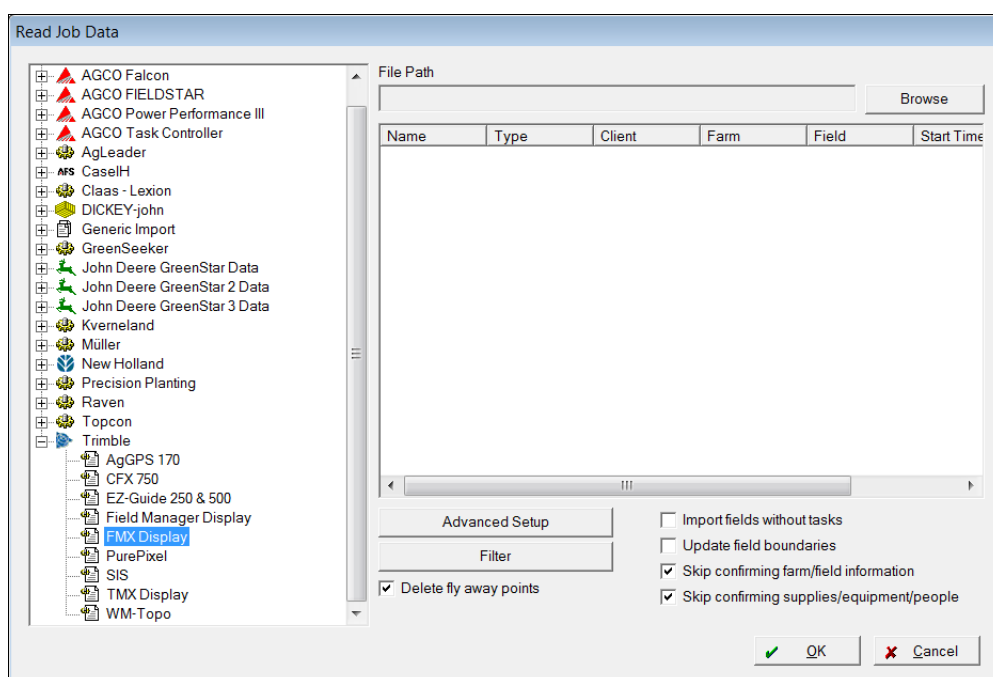 Read Job Data
AGCO Falcon
AGCO FIELDSTAR
AGCO Power Performance III
AGCO Task Controller
AgLeader
AFS CaseIH
Claas - Lexion
DICKEY-john
Generic Import
GreenSeeker
John Deere GreenStar Data
John Deere GreenStar 2 Data
John Deere GreenStar 3 Data
Kverneland
Müller
New Holland
Precision Planting
Raven
Topcon
Trimble
AgGPS 170
CFX 750
EZ-Guide 250 & 500
Field Manager Display
FMX Display
PurePixel
SIS
TMX Display
WM-Topo
File Path
Browse
Name Type Client Farm Field Start Time
Advanced Setup
Filter
Delete fly away points
Import fields without tasks
Update field boundaries
Skip confirming farm/field information
Skip confirming supplies/equipment/people
OK Cancel